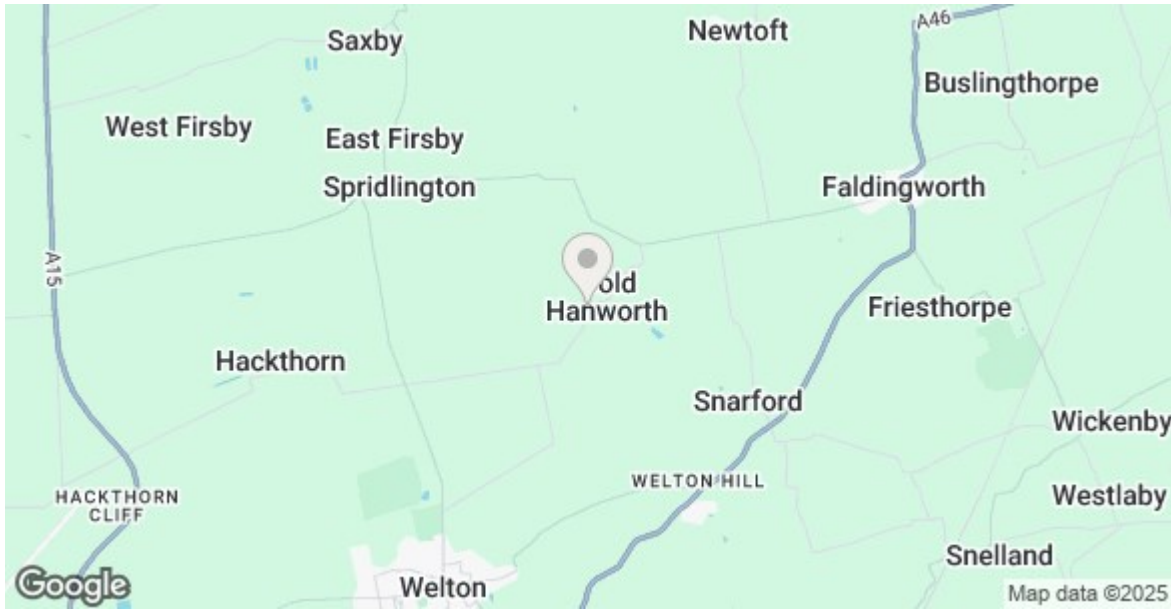 A46
Saxby
Newtoft
Buslingthorpe
West Firsby
East Firsby
Spridlington
Faldingworth
A15
old
Hanworth
Friesthorpe
Hackthorn
Snarford
Wickenby
WELTON HILL
HACKTHORN
CLIFF
Westlaby
Snelland
Welton
Google
Map data ©2025